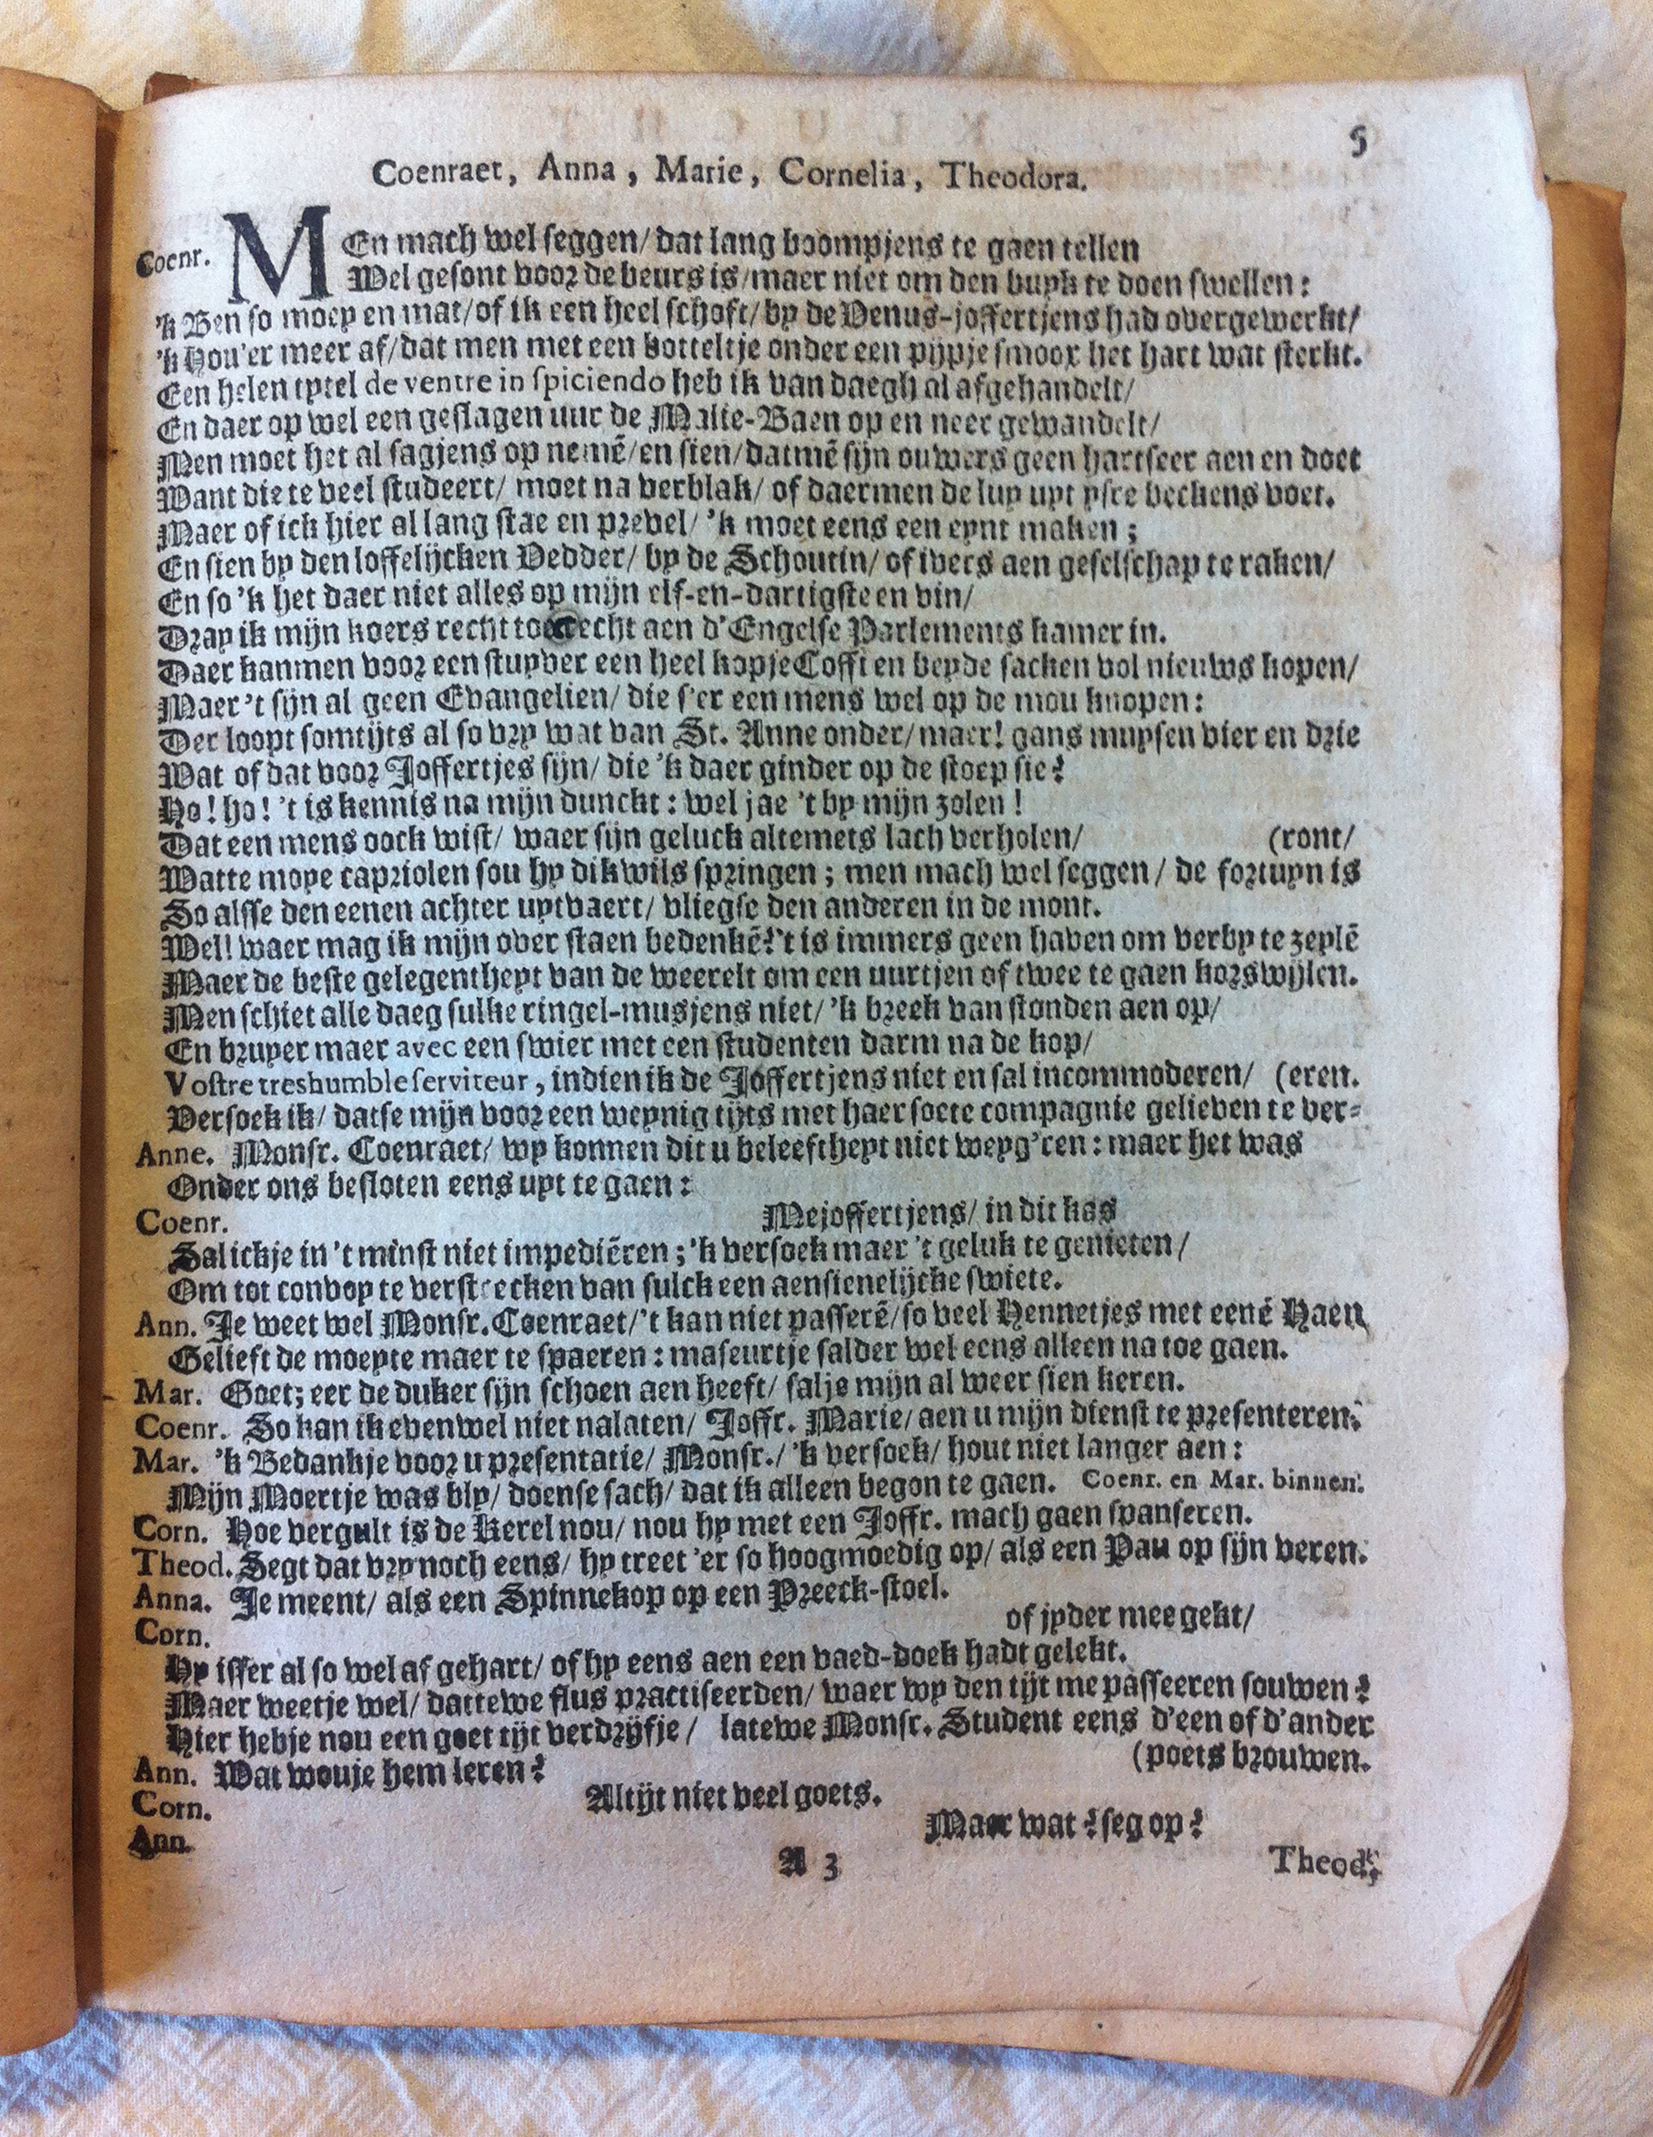 5
Coenraet, Anna, Marie, Cornelia, Theodora.
Coenr. MEn mach wel seggen/ dat lang boompjens te gaen tellen
Wel gesont voor de beurs is/ maer niet om den buyk te doen swellen:
'k Ben so moey en mat/ of ik een heel schoft/ by de Venus-joffertjens had overgewerkt/
'k Hou'er meer af/ dat men met een botteltje onder een pypje smoor het hart wat sterkt.
Een helen tytel de ventre in spiciendo heb ik van daegh al afgehandelt/
En daer op wel een geslagen uur de Malie-Baen op en neer gewandelt/
Men moet het al sagjens op nemē/ en sien/ datmē sijn ouwers geen hartseer aen en doet
Want die te veel studeert/ moet na verblak/ of daermen de luy uyt ysre beckens voet.
Maer of ick hier al lang stae en prevel/ 'k moet eens een eynt maken;
En sien by den loffelijcken Vedder/ by de Schoutin/ of ivers aen geselschap te raken/
En so 'k het daer niet alles op mijn elf-en-dartigste en vin/
Dray ik mijn koers recht toe recht aen d'Engelse Parlements kamer in.
Daer kanmen voor een stuyver een heel kopje Coffi en beyde sacken vol nieuws kopen/
Maer 't sijn al geen Evangelien/ die s'er een mens wel op de mou knopen:
Der loopt somtijts al so vry wat van St. Anne onder/ maer! gans muysen vier en drie
Wat of dat voor Joffertjes sijn/ die 'k daer ginder op de stoep sie?
Ho! ho! 't is kennis na mijn dunckt: wel jae 't by mijn zolen!
Dat een mens oock wist/ waer sijn geluck altemets lach verholen/ (ront/
Watte moye capriolen sou hy dikwils springen; men mach wel seggen/ de fortuyn is
So alsse den eenen achter uytvaert/ vliegse den anderen in de mont.
Wel! waer mag ik mijn over staen bedenkē? 't is immers geen haven om verby te zeylē
Maer de beste gelegentheyt van de weerelt om een uurtjen of twee te gaen korswijlen.
Men schiet alle daeg sulke ringel-musjens niet/ 'k breek van stonden aen op/
En bruyer maer avec een swier met een studenten darm na de kop/
Vostre treshumble serviteur, indien ik de Joffertjens niet en sal incommoderen/ (eren.
Versoek ik/ datse mijn voor een weynig tijts met haer soete compagnie gelieven te ver-
Anne. Monsr. Coenraet/ wy konnen dit u beleeftheyt niet weyg'ren: maer het was
Onder ons besloten eens uyt te gaen:
Coenr. Mejoffertjens/ in dit kas
Sal ickje in 't minst niet impediēren; 'k versoek maer 't geluk te genieten/
Om tot convoy te verstrecken van sulck een aensienelijcke swiete.
Ann. Je weet wel Monsr. Coenraet/ 't kan niet passerē/ so veel Hennetjes met eenē Haen
Gelieft de moeyte maer te spaeren: maseurtje salder wel eens alleen na toe gaen.
Mar. Goet; eer de duker sijn schoen aen heeft/ salje mijn al weer sien keren.
Coenr. So kan ik evenwel niet nalaten/ Joffr. Marie/ aen u mijn dienst te presenteren.
Mar. 'k Bedankje voor u presentatie/ Monsr./ 'k versoek/ hout niet langer aen:
Mijn Moertje was bly/ doense sach/ dat ik alleen begon te gaen. Coenr. en Mar. binnen.
Corn. Hoe vergult is de Kerel nou/ nou hy met een Joffr. mach gaen spanseren.
Theod. Segt dat vry noch eens/ hy treet 'er so hoogmoedig op/ als een Pau op sijn veren.
Anna. Je meent/ als een Spinnekop op een Preeck-stoel.
Corn. of jyder mee gekt/
Hy isser al so wel af gehart/ of hy eens aen een vaed-doek hadt gelekt.
Maer weetje wel/ dattewe flus practiseerden/ waer wy den tijt me passeeren souwen?
Hier hebje nou een goet tijt verdrijfje/ latewe Monsr. Student eens d'een of d'ander
(poets brouwen.
Ann. Wat wouje hem leren?
Corn. Altijt niet veel goets.
Ann. Maer wat? seg op?
A 3
Theod.